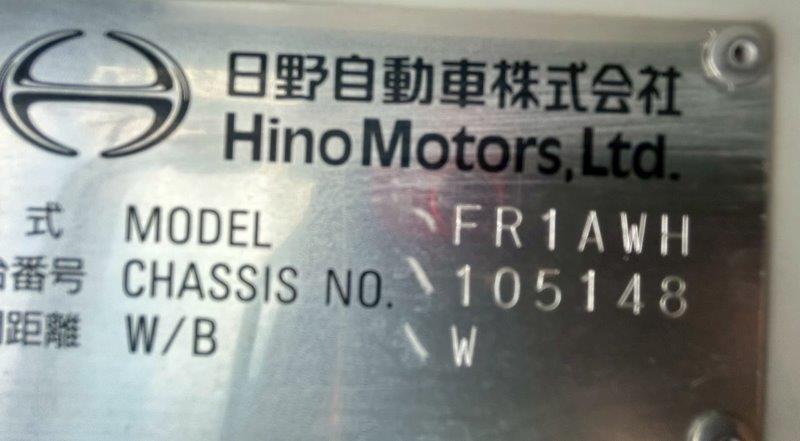 日野自動車株式会社
Hino Motors, Ltd.
式 MODEL \ FR1AWH
番号 CHASSIS NO. \ 105148
距離 W/B \ W